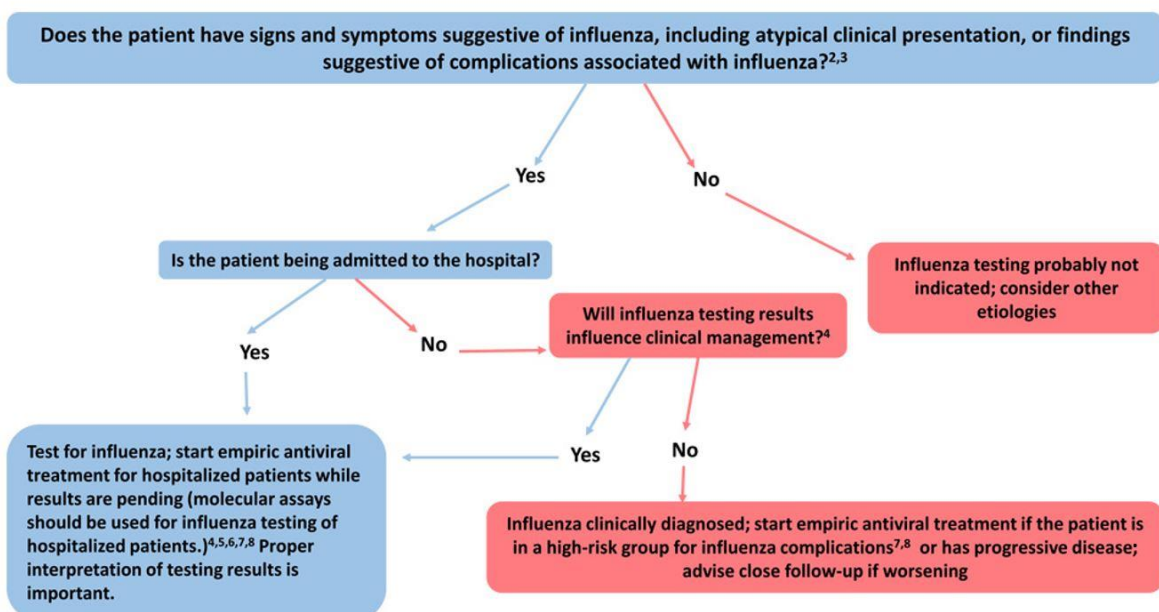 Does the patient have signs and symptoms suggestive of influenza, including atypical clinical presentation, or findings
suggestive of complications associated with influenza?2,3
Yes
No
Is the patient being admitted to the hospital?
Influenza testing probably not
indicated; consider other
etiologies
Will influenza testing results
influence clinical management?4
Yes
No
Test for influenza; start empiric antiviral
treatment for hospitalized patients while
results are pending (molecular assays
should be used for influenza testing of
hospitalized patients.)4,5,6,7,8 Proper
interpretation of testing results is
important.
Yes
No
Influenza clinically diagnosed; start empiric antiviral treatment if the patient is
in a high-risk group for influenza complications7,8 or has progressive disease;
advise close follow-up if worsening